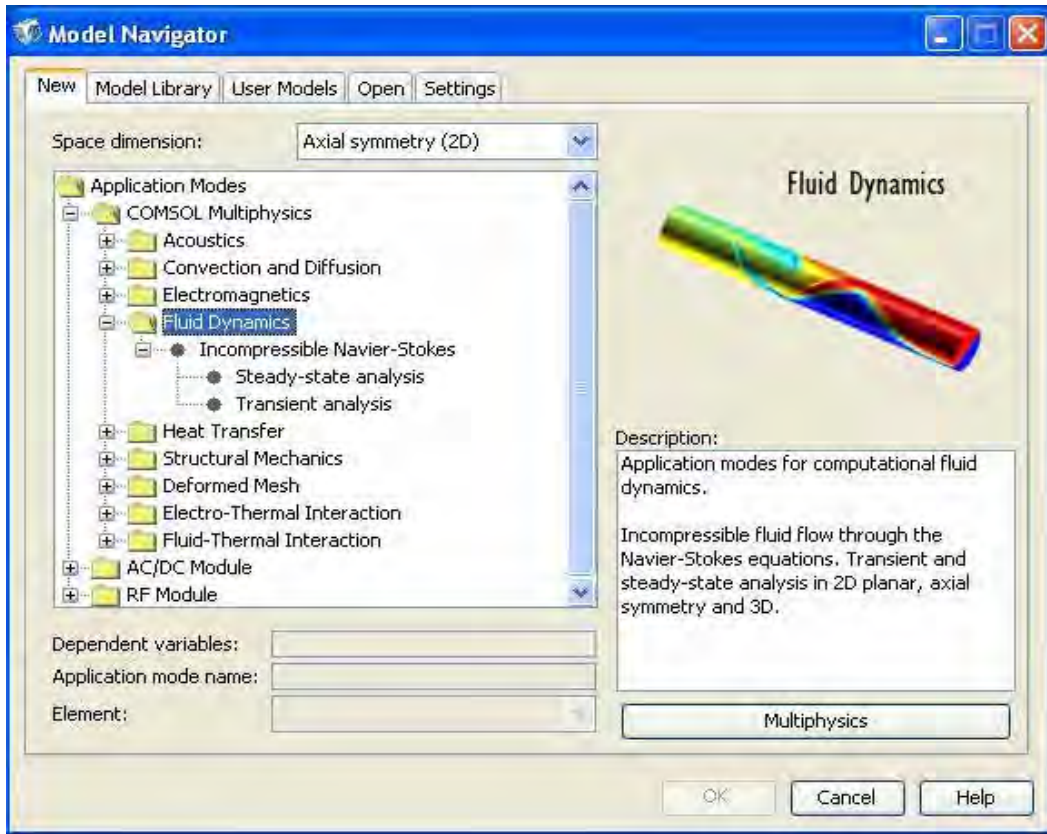 Model Navigator
New Model Library User Models Open Settings
Space dimension: Axial symmetry (2D)
Application Modes
COMSOL Multiphysics
Acoustics
Convection and Diffusion
Electromagnetics
Fluid Dynamics
Incompressible Navier-Stokes
Steady-state analysis
Transient analysis
Heat Transfer
Structural Mechanics
Deformed Mesh
Electro-Thermal Interaction
Fluid-Thermal Interaction
AC/DC Module
RF Module
Dependent variables:
Application mode name:
Element:
Fluid Dynamics
Description:
Application modes for computational fluid
dynamics.
Incompressible fluid flow through the
Navier-Stokes equations. Transient and
steady-state analysis in 2D planar, axial
symmetry and 3D.
Multiphysics
OK Cancel Help